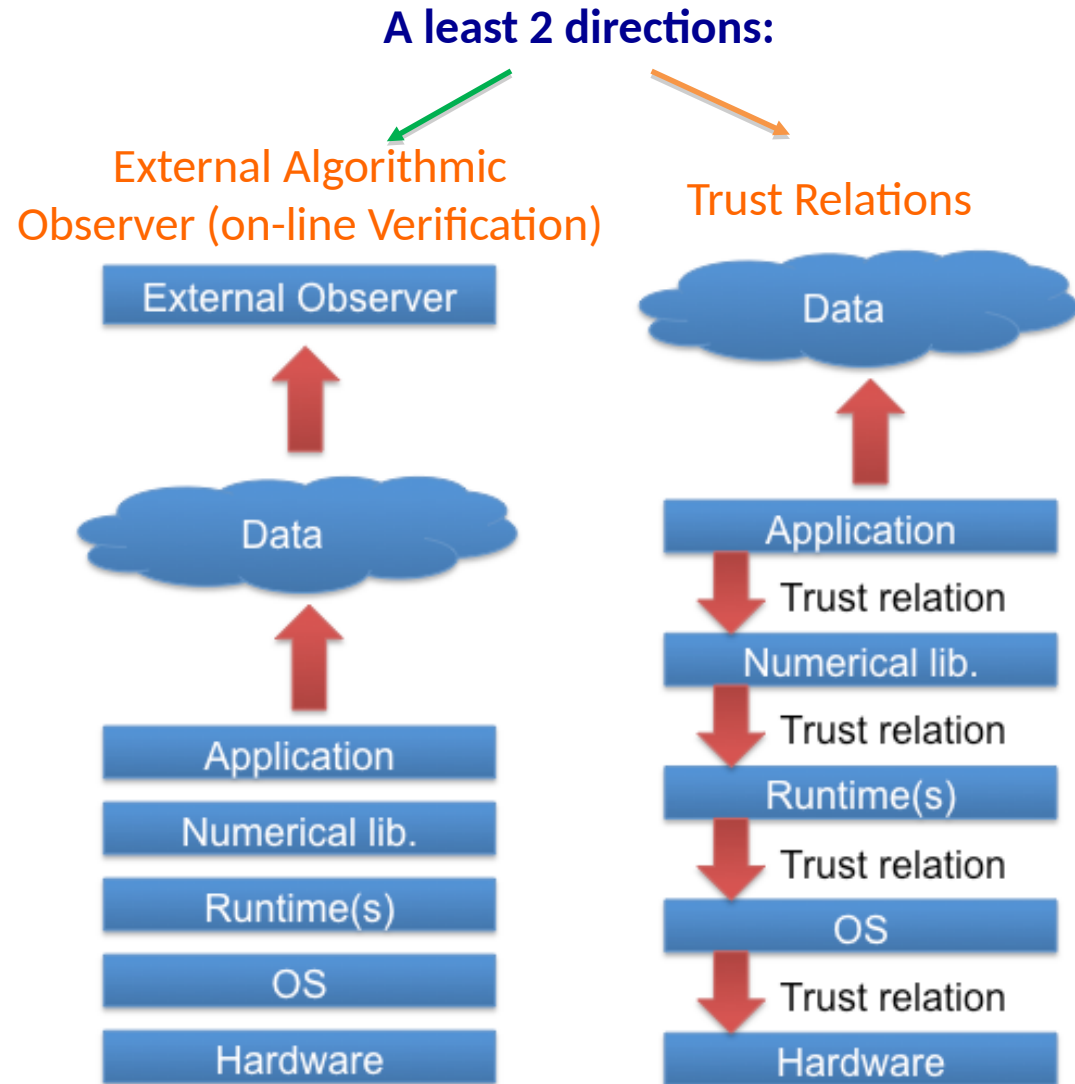 A least 2 directions:
External Algorithmic
Observer (on-line Verification)
External Observer
Data
Application
Numerical lib.
Runtime(s)
OS
Hardware
Trust Relations
Data
Application
Trust relation
Numerical lib.
Trust relation
Runtime(s)
Trust relation
OS
Trust relation
Hardware